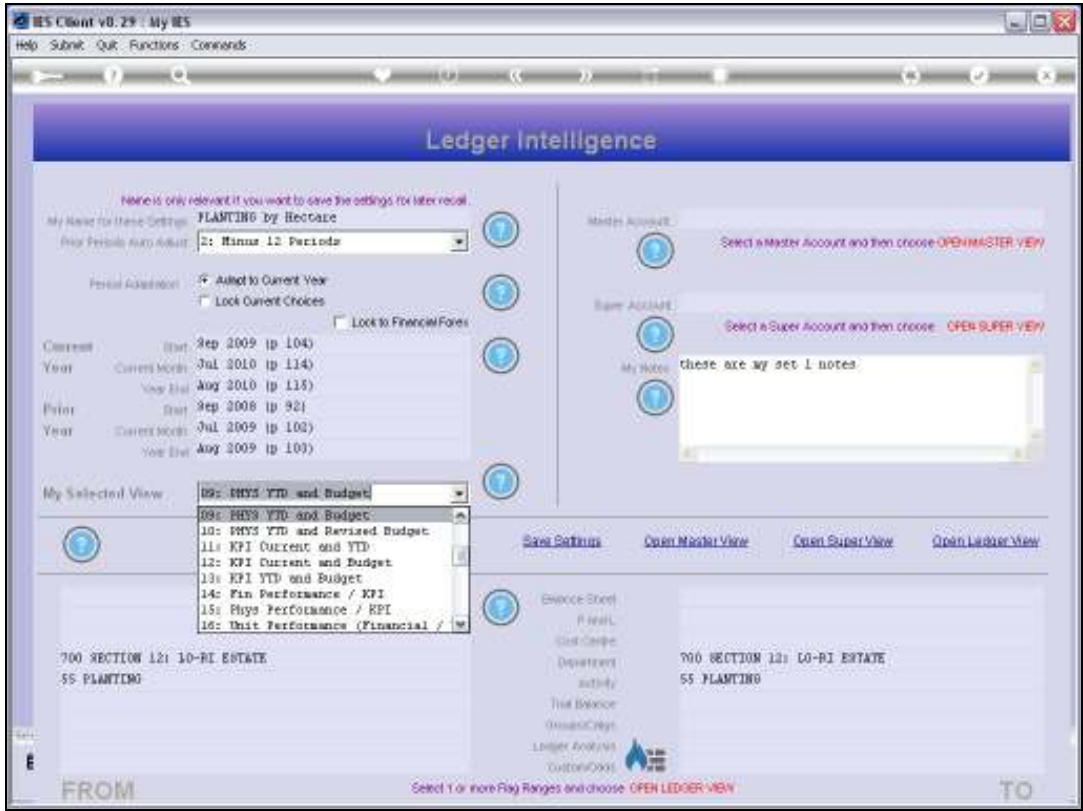 IES Client v8.29 : My IES
Help Submit Quit Functions Commands
Ledger Intelligence
Name is only relevant if you want to save the settings for later recall.
My Name for these Settings PLANTING by Hectare
Prior Periods Auto Adjust 2: Minus 12 Periods
Period Adaptation Adapt to Current Year
Lock Current Choices
Lock to Financial Forex
Current Year Start Sep 2009 (p 104)
Current Month Jul 2010 (p 114)
Year End Aug 2010 (p 115)
Prior Year Start Sep 2008 (p 92)
Current Month Jul 2009 (p 102)
Year End Aug 2009 (p 103)
My Selected View 09: PHYS YTD and Budget
09: PHYS YTD and Budget
10: PHYS YTD and Revised Budget
11: KPI Current and YTD
12: KPI Current and Budget
13: KPI YTD and Budget
14: Fin Performance / KPI
15: Phys Performance / KPI
16: Unit Performance (Financial /
Master Account
Select a Master Account and then choose OPEN MASTER VIEW
Super Account
Select a Super Account and then choose OPEN SUPER VIEW
My Notes these are my set 1 notes
Save Settings Open Master View Open Super View Open Ledger View
Balance Sheet
P and L
Cost Centre
700 SECTION 12: LO-RI ESTATE Department 700 SECTION 12: LO-RI ESTATE
55 PLANTING Activity 55 PLANTING
Trial Balance
Ledger Analysis
FROM Select 1 or more Flag Ranges and choose OPEN LEDGER VIEW TO